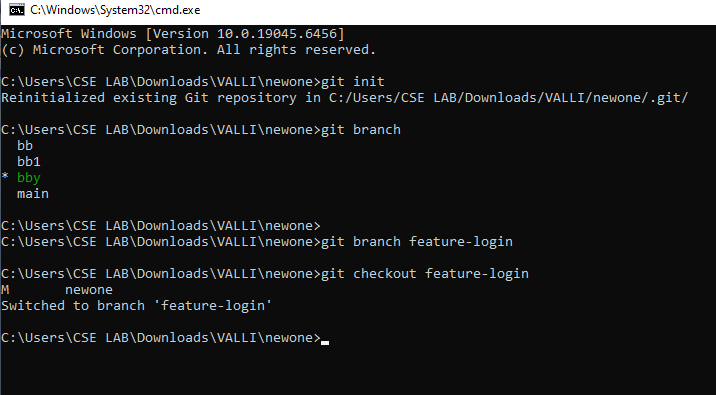 C:\Windows\System32\cmd.exe
Microsoft Windows [Version 10.0.19045.6456]
(c) Microsoft Corporation. All rights reserved.
C:\Users\CSE LAB\Downloads\VALLI\newone>git init
Reinitialized existing Git repository in C:/Users/CSE LAB/Downloads/VALLI/newone/.git/
C:\Users\CSE LAB\Downloads\VALLI\newone>git branch
  bb
  bb1
* bby
  main
C:\Users\CSE LAB\Downloads\VALLI\newone>
C:\Users\CSE LAB\Downloads\VALLI\newone>git branch feature-login
C:\Users\CSE LAB\Downloads\VALLI\newone>git checkout feature-login
M       newone
Switched to branch 'feature-login'
C:\Users\CSE LAB\Downloads\VALLI\newone>